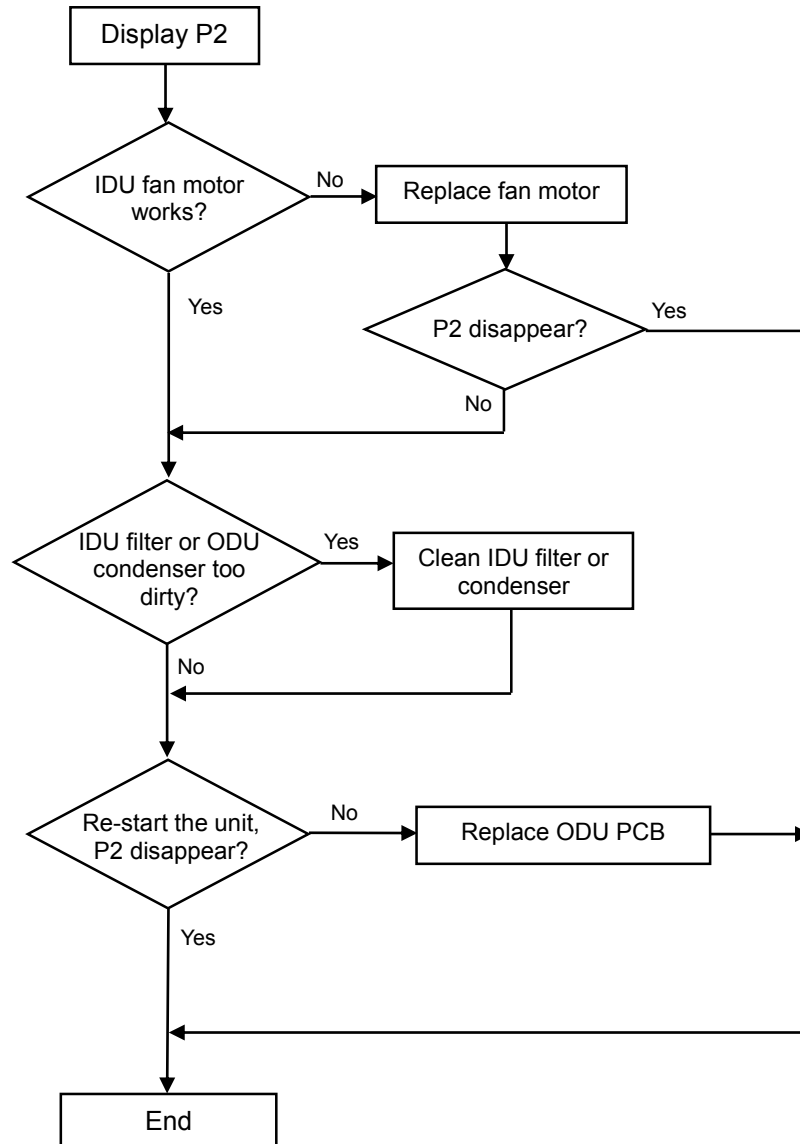 Display P2
IDU fan motor
works?
No
Replace fan motor
Yes
P2 disappear?
Yes
No
IDU filter or ODU
condenser too
dirty?
Yes
Clean IDU filter or
condenser
No
Re-start the unit,
P2 disappear?
No
Replace ODU PCB
Yes
End